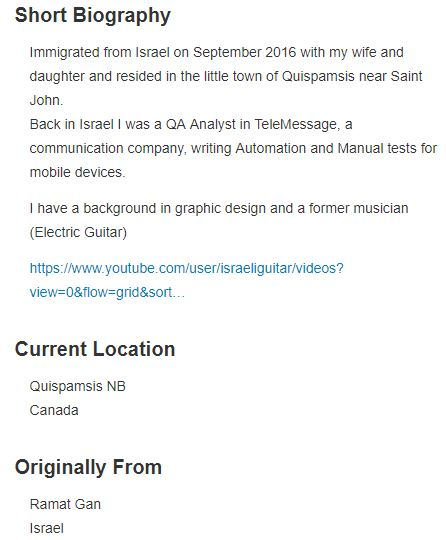 Short Biography
Immigrated from Israel on September 2016 with my wife and
daughter and resided in the little town of Quispamsis near Saint
John.
Back in Israel I was a QA Analyst in TeleMessage, a
communication company, writing Automation and Manual tests for
mobile devices.
I have a background in graphic design and a former musician
(Electric Guitar)
https://www.youtube.com/user/israeliguitar/videos?
view=0&flow=grid&sort…
Current Location
Quispamsis NB
Canada
Originally From
Ramat Gan
Israel